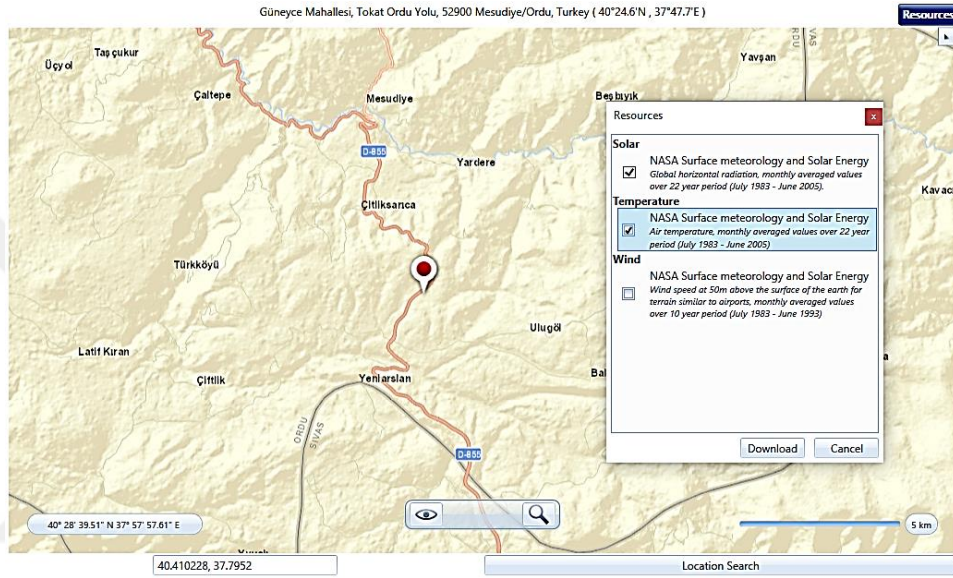 Güneyce Mahallesi, Tokat Ordu Yolu, 52900 Mesudiye/Ordu, Turkey ( 40°24.6'N , 37°47.7'E )
Resources
ORDU
VAS
Taşçukur
Üçyol
Yavşan
Çaltepe
Mesudiye
Beşbıyık
D-855
Yardere
Çitliksarıca
Türkköyü
Ulugöl
Latif Kıran
Çiftlik
Yeniarslan
Bal
Kavac
a
ORDU
SIVAS
D-855
Resources
x
Solar
NASA Surface meteorology and Solar Energy
Global horizontal radiation, monthly averaged values
over 22 year period (July 1983 - June 2005).
Temperature
NASA Surface meteorology and Solar Energy
Air temperature, monthly averaged values over 22 year
period (July 1983 - June 2005)
Wind
NASA Surface meteorology and Solar Energy
Wind speed at 50m above the surface of the earth for
terrain similar to airports, monthly averaged values
over 10 year period (July 1983 - June 1993)
Download
Cancel
40° 28' 39.51" N 37° 57' 57.61" E
5 km
40.410228, 37.7952
Location Search